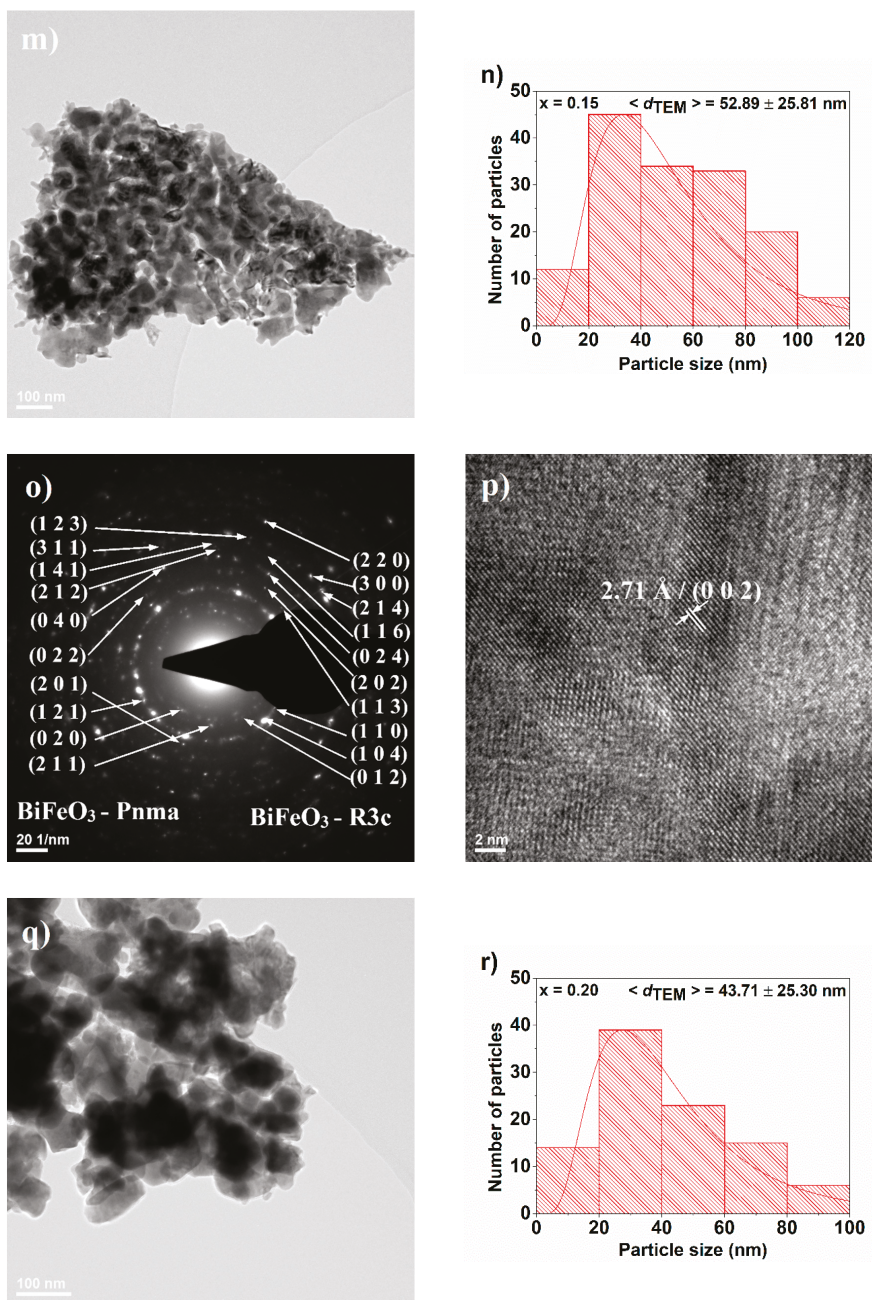 m)
100 nm
n)
x = 0.15 < dTEM > = 52.89 ± 25.81 nm
50
40
30
20
10
0
0 20 40 60 80 100 120
Number of particles
Particle size (nm)
o)
(1 2 3)
(3 1 1)
(1 4 1)
(2 1 2)
(0 4 0)
(0 2 2)
(2 0 1)
(1 2 1)
(0 2 0)
(2 1 1)
(2 2 0)
(3 0 0)
(2 1 4)
(1 1 6)
(0 2 4)
(2 0 2)
(1 1 3)
(1 1 0)
(1 0 4)
(0 1 2)
BiFeO₃ - Pnma
BiFeO₃ - R3c
20 1/nm
p)
2.71 Å / (0 0 2)
2 nm
q)
100 nm
r)
x = 0.20 < dTEM > = 43.71 ± 25.30 nm
50
40
30
20
10
0
0 20 40 60 80 100
Number of particles
Particle size (nm)